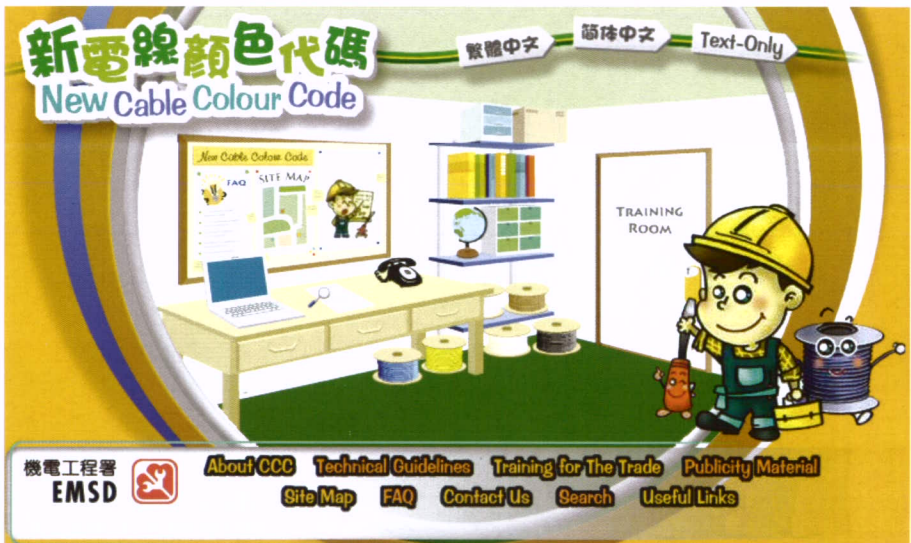 新電線顏色代碼
New Cable Colour Code
繁體中文
简体中文
Text-Only
New Cable Colour Code
FAQ
SITE MAP
TRAINING
ROOM
機電工程署
EMSD
About CCC Technical Guidelines Training for The Trade Publicity Material
Site Map FAQ Contact Us Search Useful Links